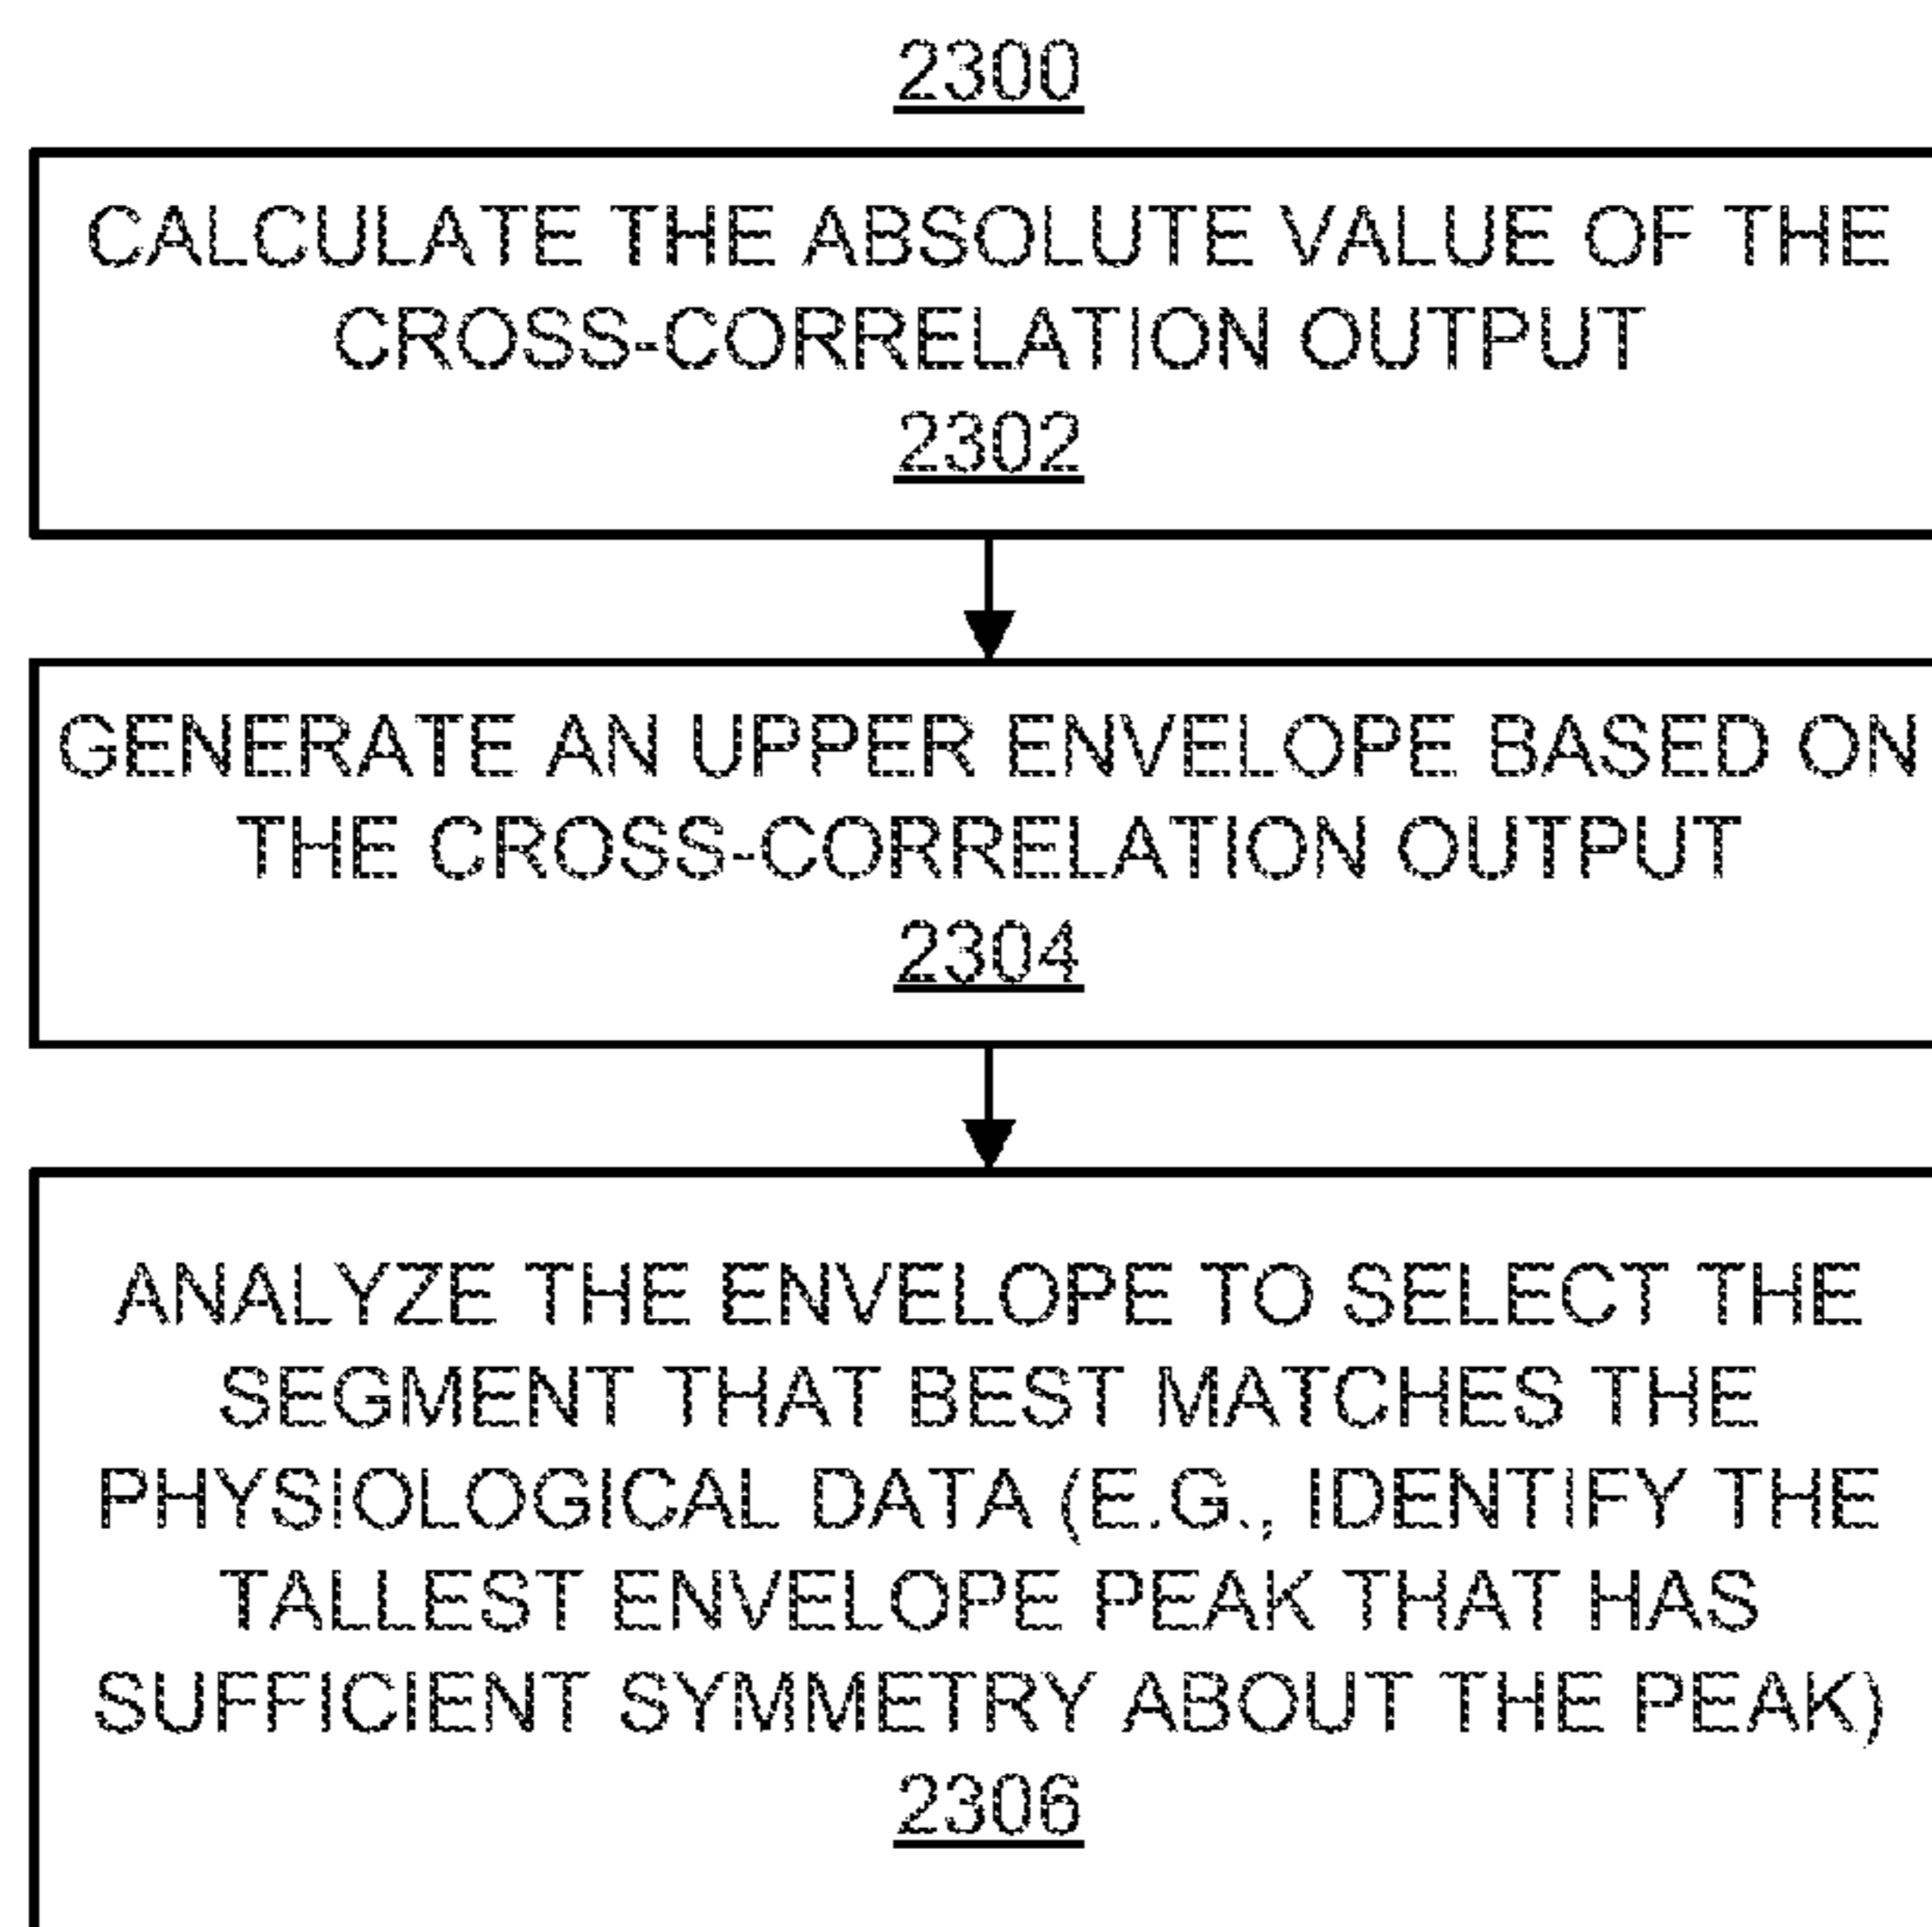 2300
CALCULATE THE ABSOLUTE VALUE OF THE
CROSS-CORRELATION OUTPUT
2302
GENERATE AN UPPER ENVELOPE BASED ON
THE CROSS-CORRELATION OUTPUT
2304
ANALYZE THE ENVELOPE TO SELECT THE
SEGMENT THAT BEST MATCHES THE
PHYSIOLOGICAL DATA (E.G., IDENTIFY THE
TALLEST ENVELOPE PEAK THAT HAS
SUFFICIENT SYMMETRY ABOUT THE PEAK)
2306